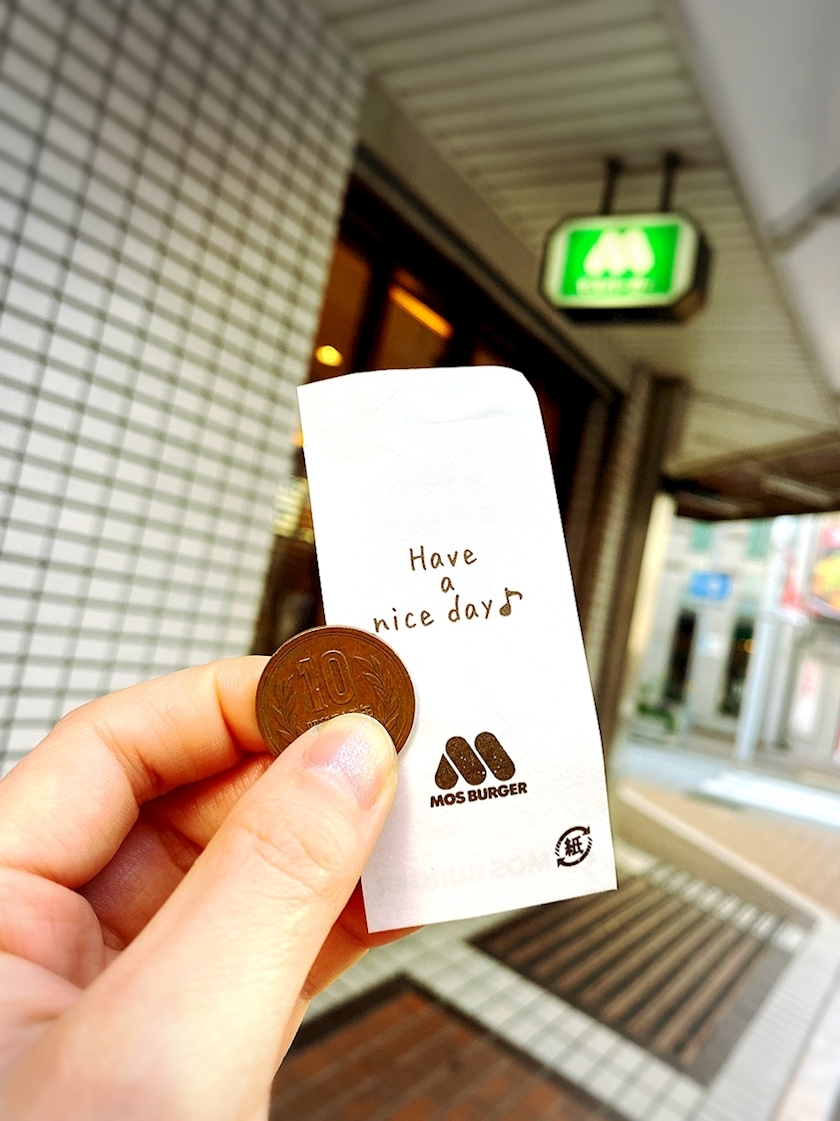 Have
a
nice day♪
10
MOS BURGER
紙